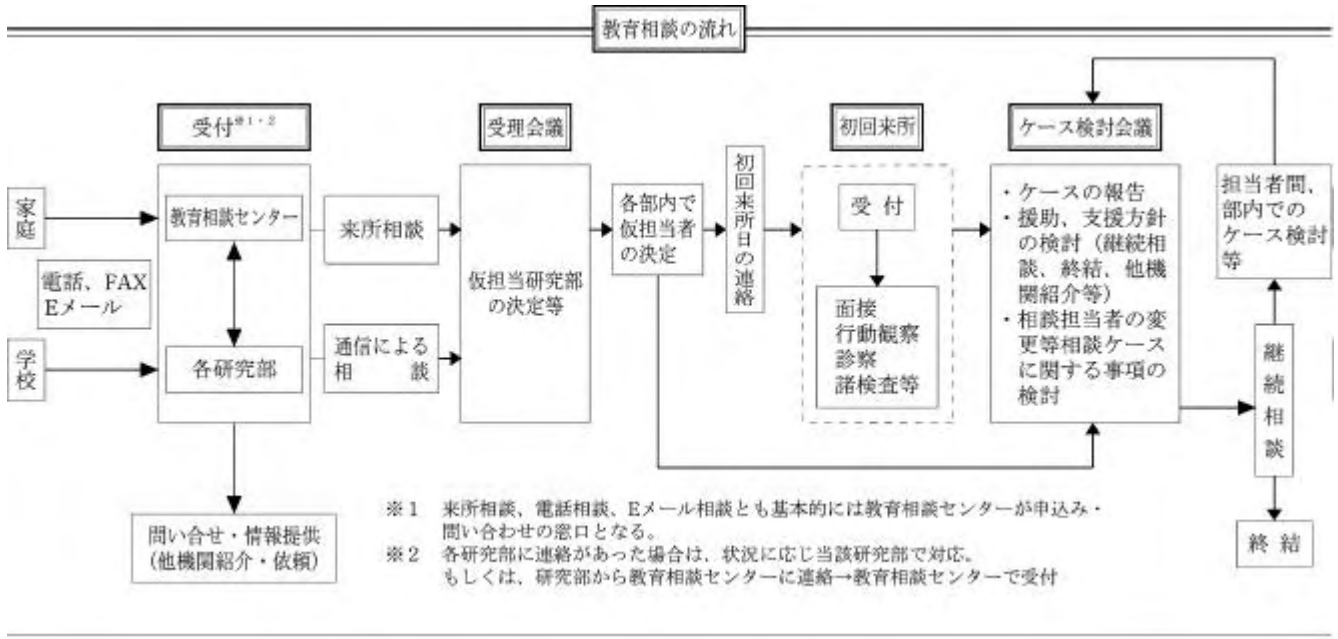 教育相談の流れ
受付※1・2
受理会議
初回来所
ケース検討会議
家庭
学校
電話、FAX
Eメール
教育相談センター
各研究部
来所相談
通信による
相談
問い合せ・情報提供
(他機関紹介・依頼)
仮担当研究部
の決定等
各部内で
仮担当者
の決定
初回来所日の連絡
受付
面接
行動観察
診察
諸検査等
・ケースの報告
・援助、支援方針
の検討（継続相
談、終結、他機
関紹介等）
・相談担当者の変
更等相談ケース
に関する事項の
検討
担当者間、
部内での
ケース検討
等
継続相談
終結
※1 来所相談、電話相談、Eメール相談とも基本的には教育相談センターが申込み・
問い合わせの窓口となる。
※2 各研究部に連絡があった場合は、状況に応じ当該研究部で対応。
もしくは、研究部から教育相談センターに連絡→教育相談センターで受付